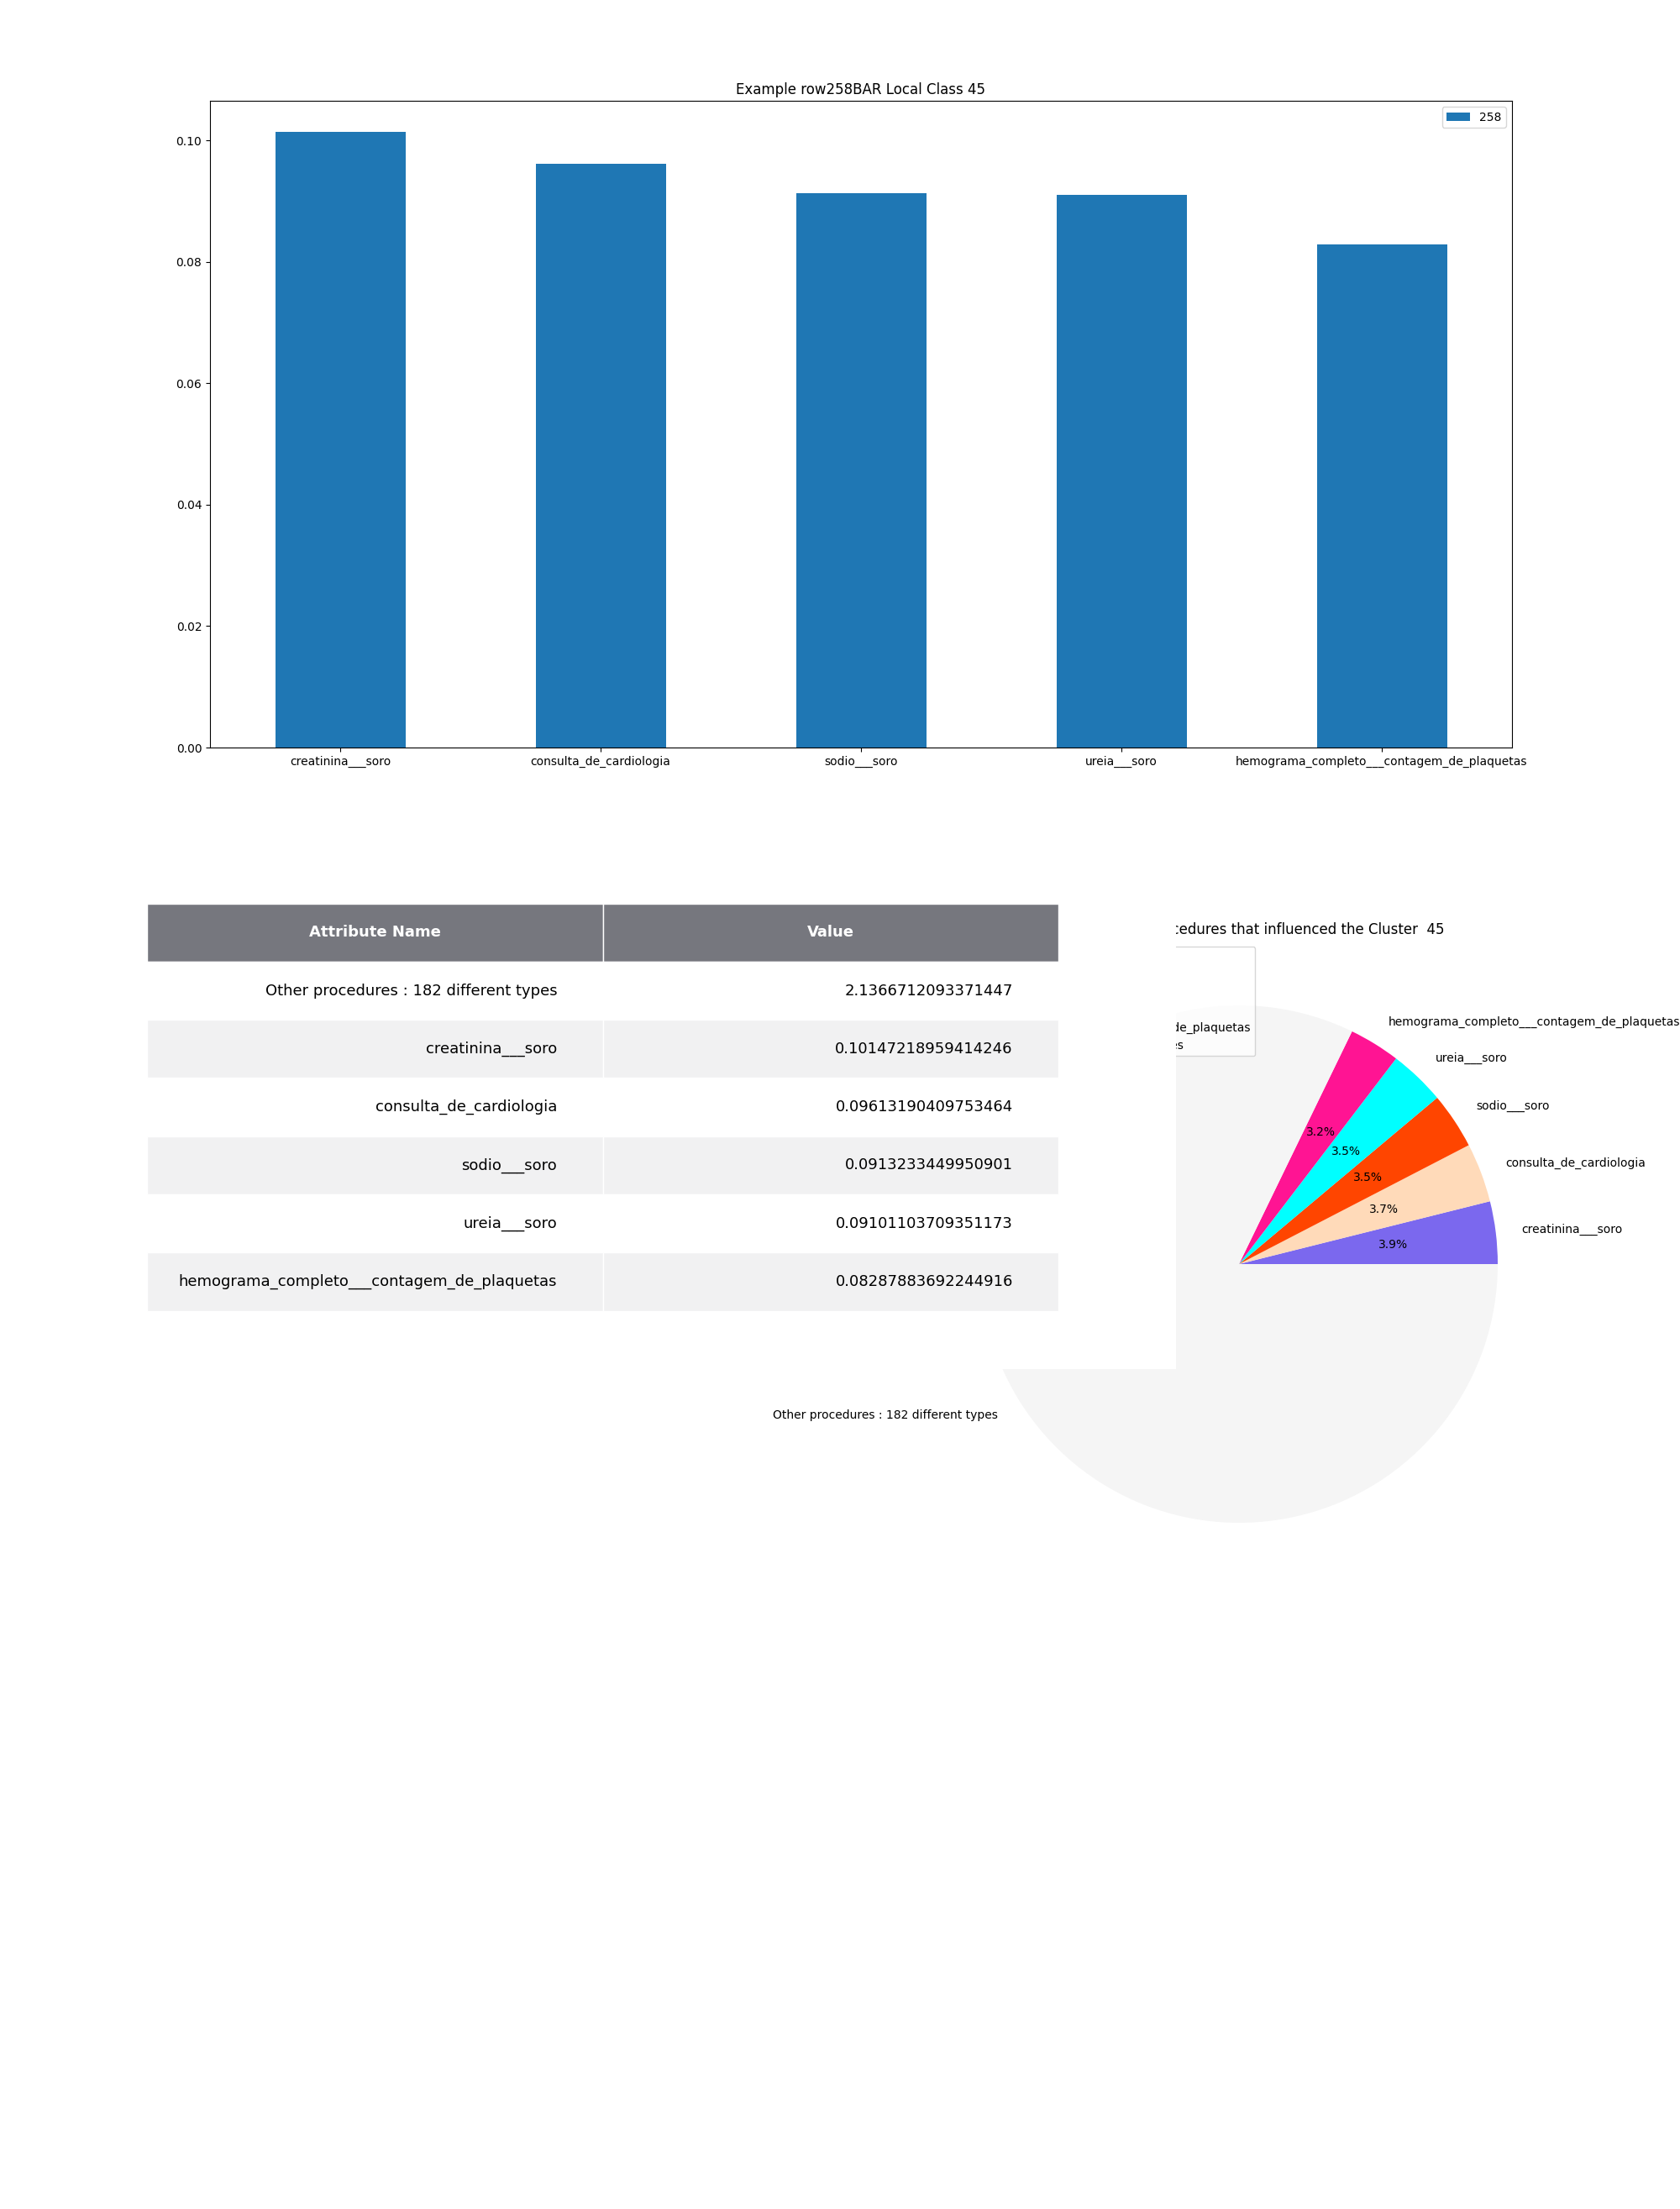 Example row258BAR Local Class 45
258
0.10
0.08
0.06
0.04
0.02
0.00
creatinina___soro
consulta_de_cardiologia
sodio___soro
ureia___soro
hemograma_completo___contagem_de_plaquetas
Attribute Name Value
Other procedures : 182 different types 2.1366712093371447
creatinina___soro 0.10147218959414246
consulta_de_cardiologia 0.09613190409753464
sodio___soro 0.0913233449950901
ureia___soro 0.09101103709351173
hemograma_completo___contagem_de_plaquetas 0.08287883692244916
cedures that influenced the Cluster  45
de_plaquetas
es
hemograma_completo___contagem_de_plaquetas
ureia___soro
sodio___soro
consulta_de_cardiologia
creatinina___soro
3.2%
3.5%
3.5%
3.7%
3.9%
Other procedures : 182 different types